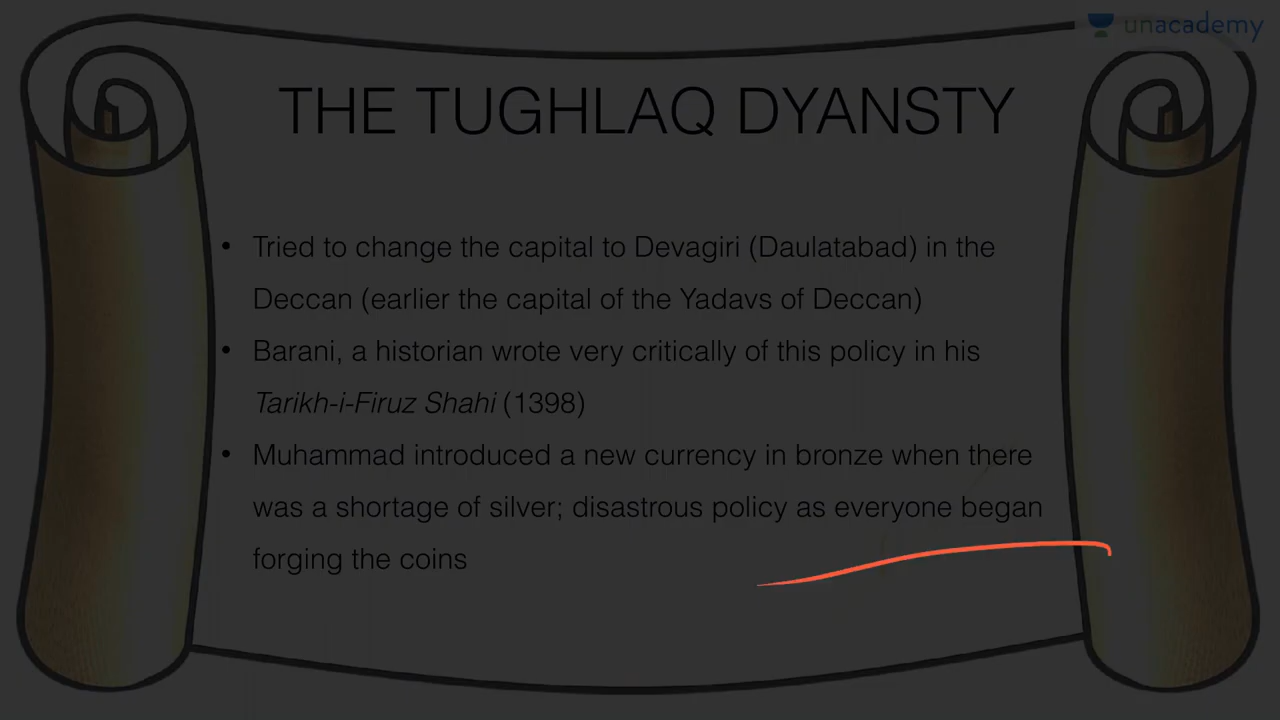 unacademy
THE TUGHLAQ DYANSTY
• Tried to change the capital to Devagiri (Daulatabad) in the
Deccan (earlier the capital of the Yadavs of Deccan)
• Barani, a historian wrote very critically of this policy in his
Tarikh-i-Firuz Shahi (1398)
• Muhammad introduced a new currency in bronze when there
was a shortage of silver; disastrous policy as everyone began
forging the coins